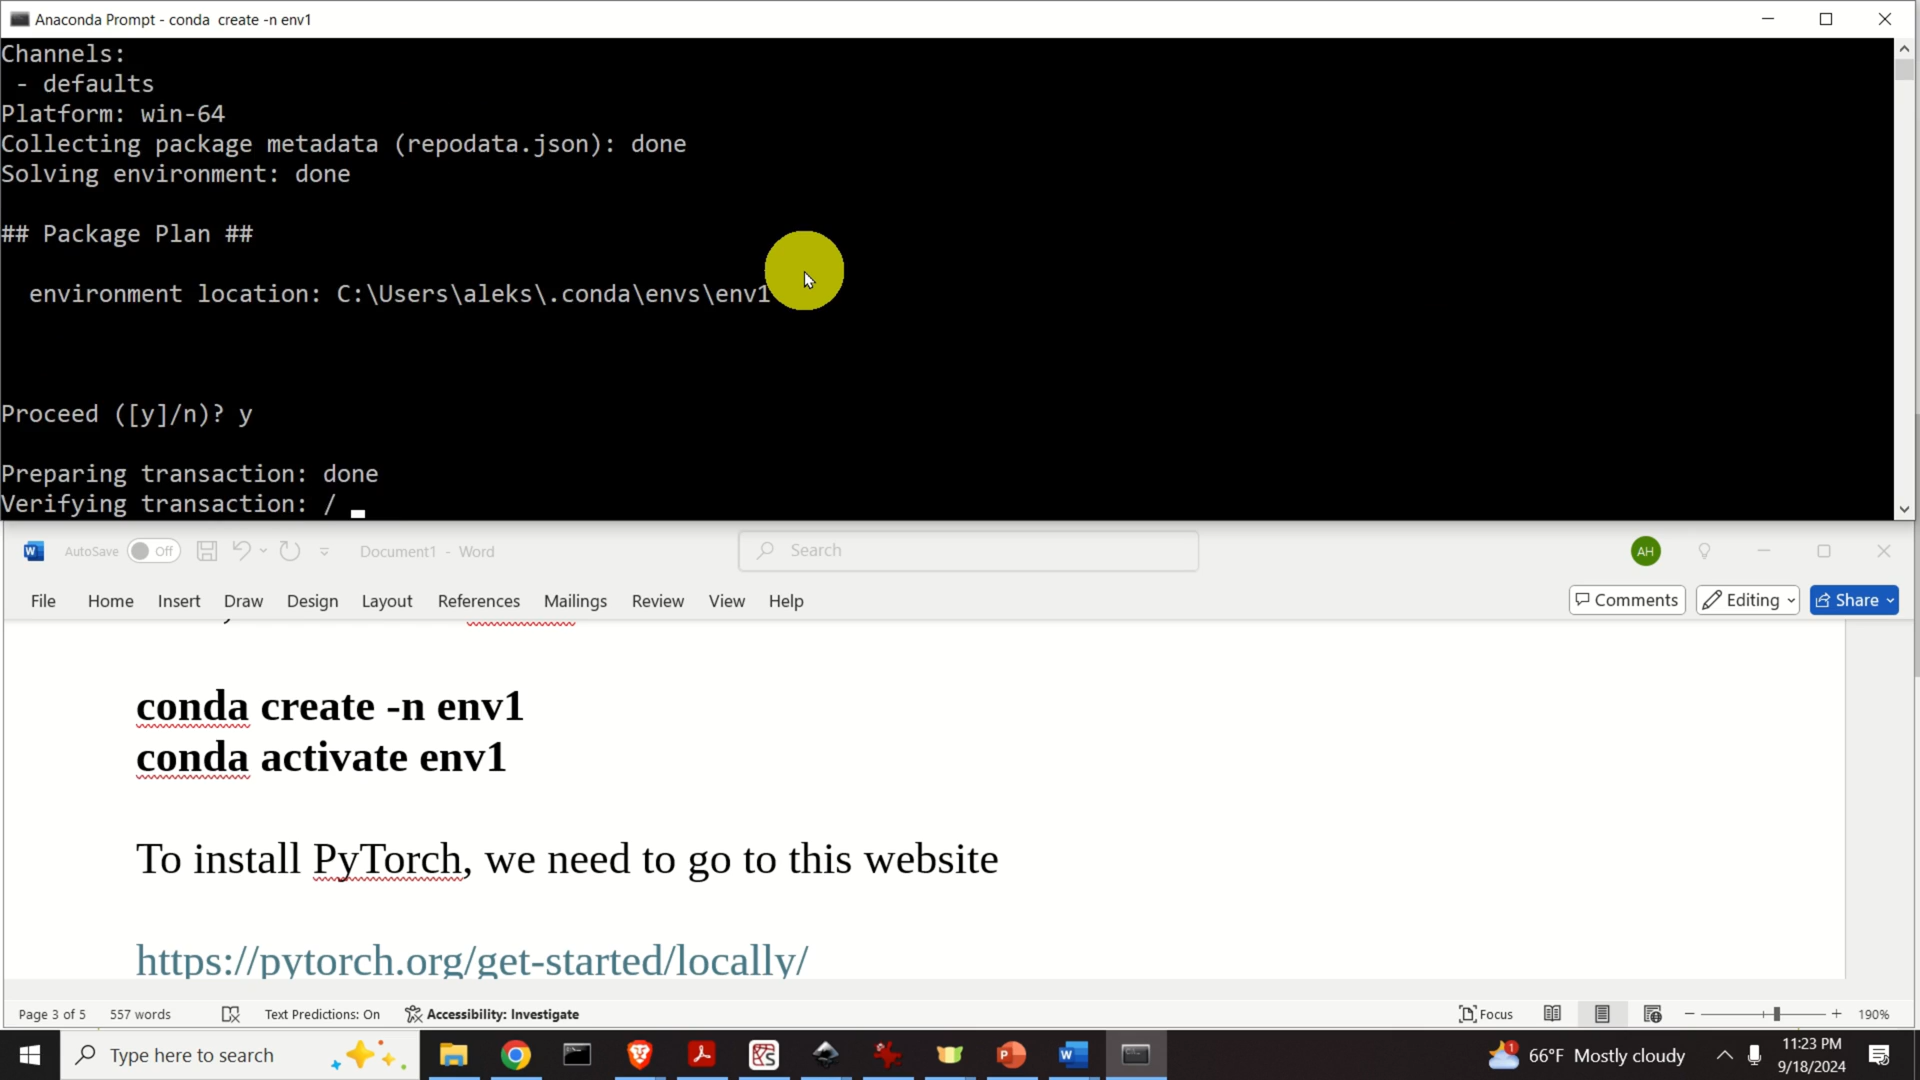 Anaconda Prompt - conda  create -n env1
Channels:
 - defaults
Platform: win-64
Collecting package metadata (repodata.json): done
Solving environment: done
## Package Plan ##
  environment location: C:\Users\aleks\.conda\envs\env1
Proceed ([y]/n)? y
Preparing transaction: done
Verifying transaction: /
AutoSave Off Document1 - Word Search AH
File Home Insert Draw Design Layout References Mailings Review View Help Comments Editing Share
conda create -n env1
conda activate env1
To install PyTorch, we need to go to this website
https://pytorch.org/get-started/locally/
Page 3 of 5 557 words Text Predictions: On Accessibility: Investigate Focus 190%
Type here to search 1 66°F Mostly cloudy 11:23 PM
9/18/2024